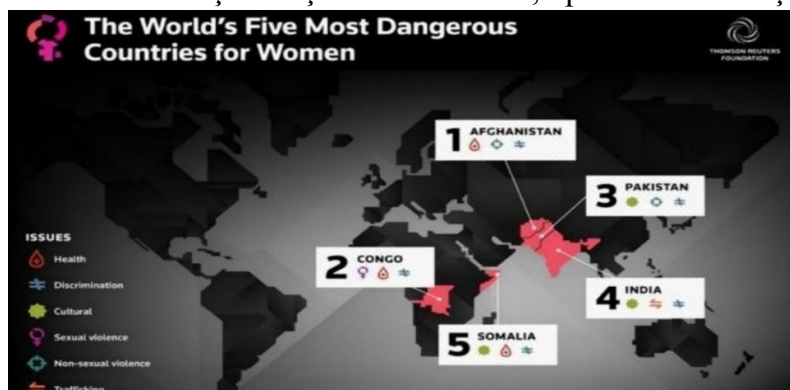 The World's Five Most Dangerous
Countries for Women
THOMSON REUTERS
FOUNDATION
1 AFGHANISTAN
3 PAKISTAN
2 CONGO
4 INDIA
5 SOMALIA
ISSUES
Health
Discrimination
Cultural
Sexual violence
Non-sexual violence
Trafficking